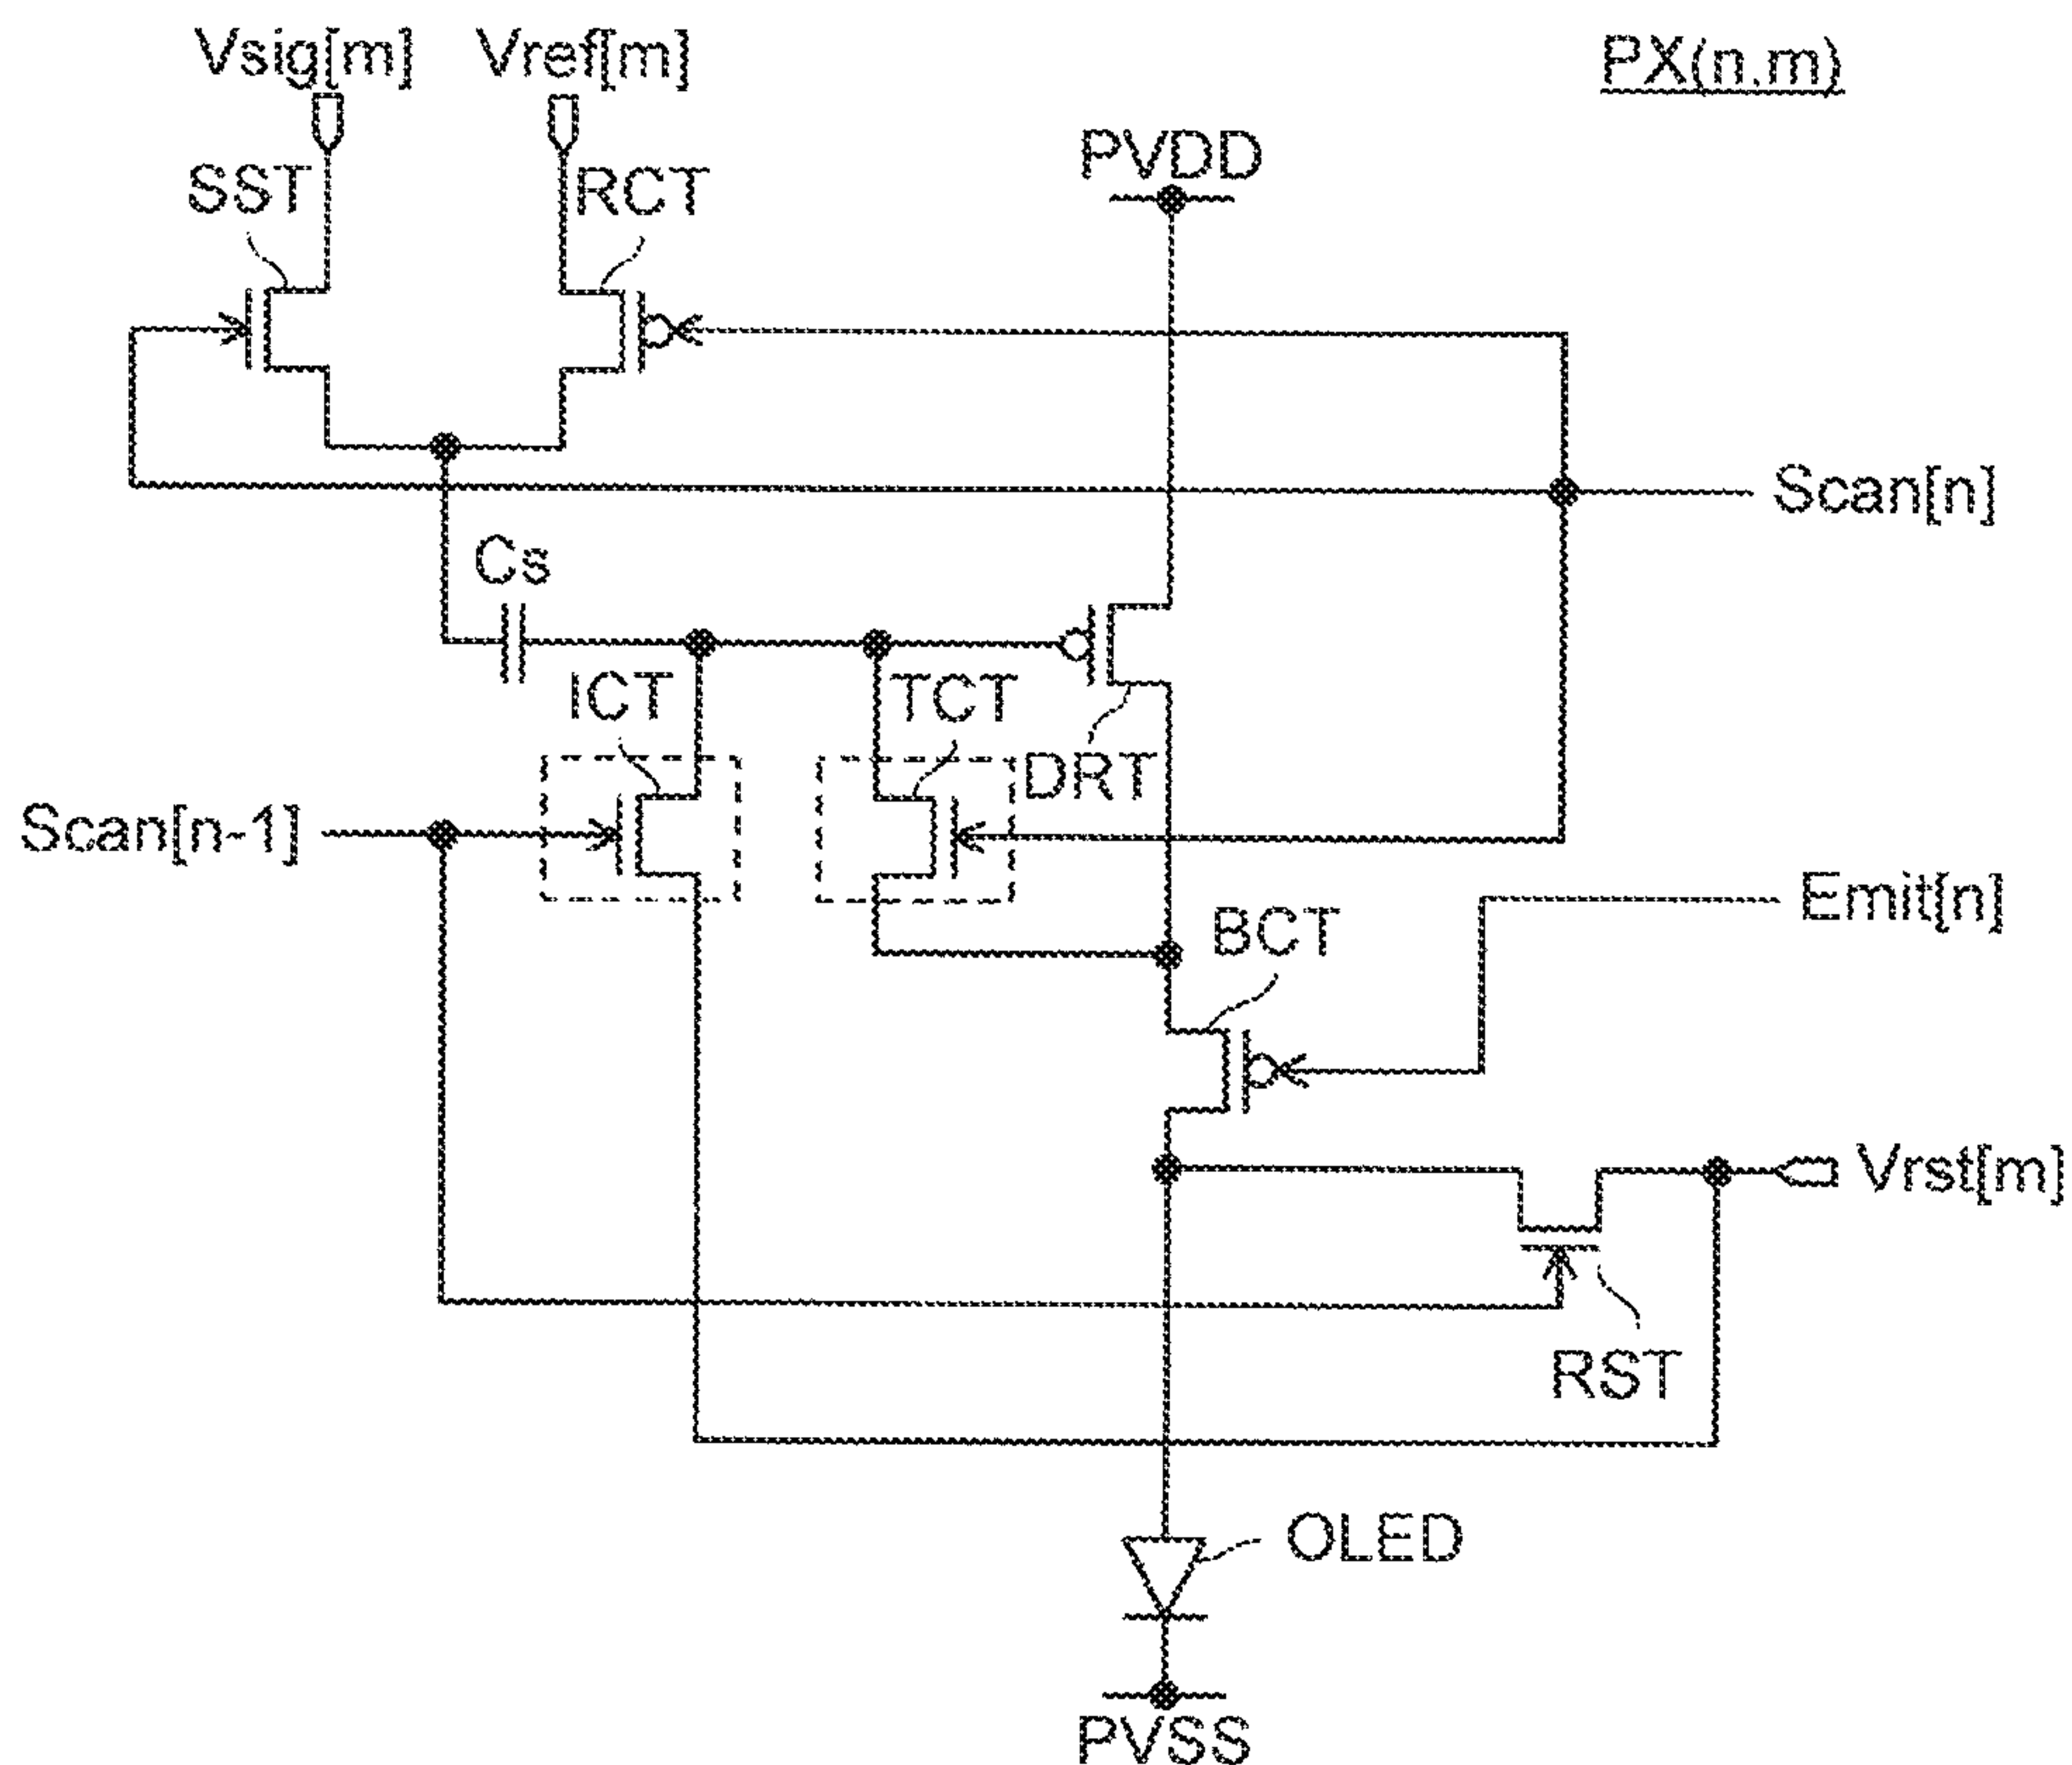 Vsig[m]
Vref[m]
PX(n,m)
PVDD
SST
RCT
Scan[n]
Cs
ICT
TCT
DRT
Scan[n-1]
Emit[n]
BCT
Vrst[m]
RST
OLED
PVSS